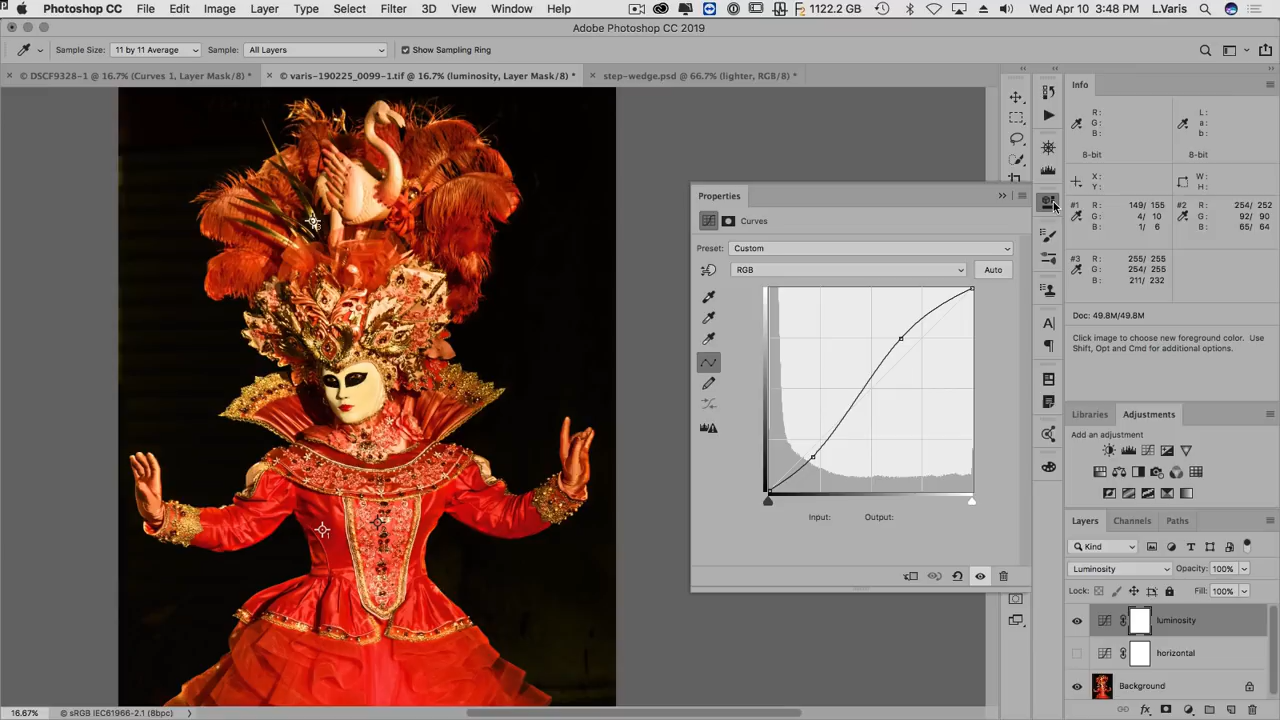 Photoshop CC File Edit Image Layer Type Select Filter 3D View Window Help 1122.2 GB Wed Apr 10 3:48 PM L.Varis
Adobe Photoshop CC 2019
Sample Size: 11 by 11 Average Sample: All Layers Show Sampling Ring
© DSCF9328-1 @ 16.7% (Curves 1, Layer Mask/8) * © varis-190225_0099-1.tif @ 16.7% (luminosity, Layer Mask/8) * step-wedge.psd @ 66.7% (lighter, RGB/8) *
Info
R: L:
G: a:
B: b:
8-bit 8-bit
X: W:
Y: H:
#1 R: 149/ 155 #2 R: 254/ 252
G: 4/ 10 G: 92/ 90
B: 1/ 6 B: 65/ 64
#3 R: 255/ 255
G: 254/ 255
B: 211/ 232
Doc: 49.8M/49.8M
Click image to choose new foreground color. Use
Shift, Opt and Cmd for additional options.
Properties
Curves
Preset: Custom
RGB Auto
Input: Output:
Libraries Adjustments
Add an adjustment
Layers Channels Paths
Kind
Luminosity Opacity: 100%
Lock: Fill: 100%
luminosity
horizontal
Background
16.67% © sRGB IEC61966-2.1 (8bpc)